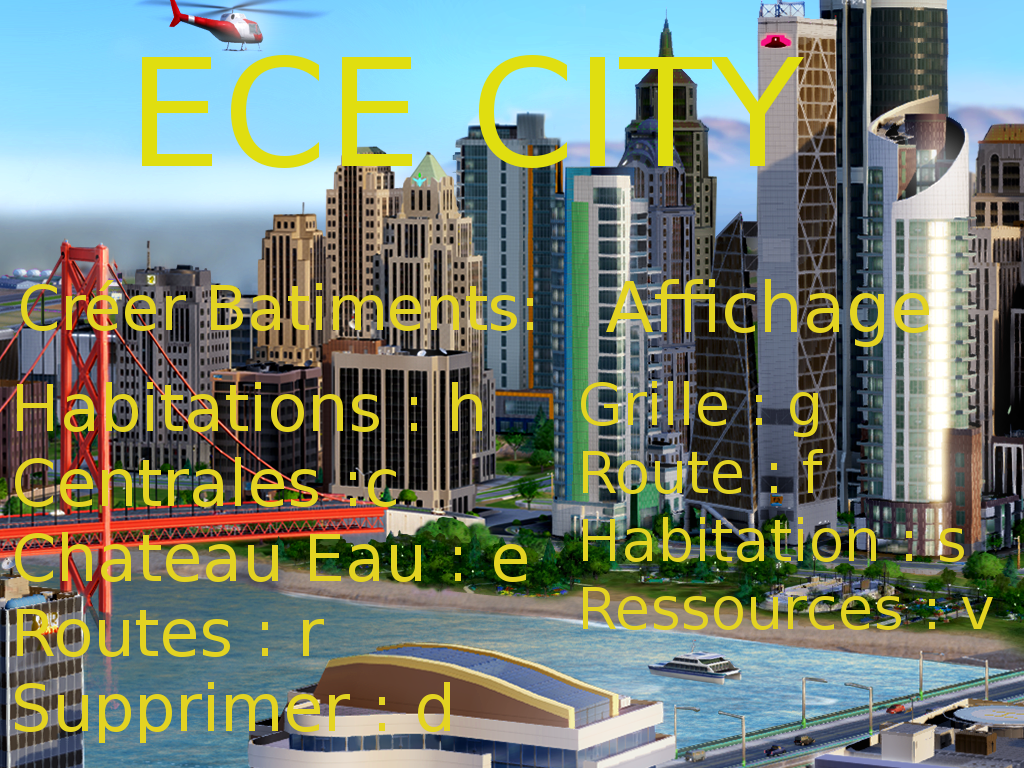 ECE CITY
Créer Batiments:
Habitations : h
Centrales :c
Chateau Eau : e
Routes : r
Supprimer : d
Affichage
Grille : g
Route : f
Habitation : s
Ressources : v